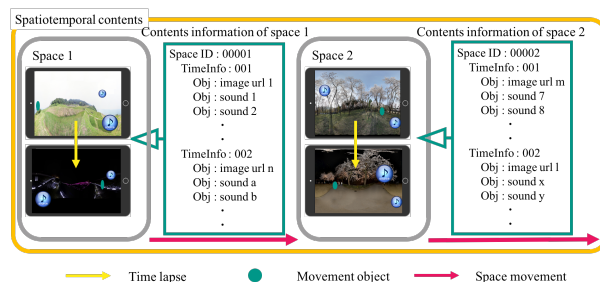 Spatiotemporal contents
Contents information of space 1
Contents information of space 2
Space 1
Space ID : 00001
TimeInfo : 001
Obj : image url 1
Obj : sound 1
Obj : sound 2
・
・
TimeInfo : 002
Obj : image url n
Obj : sound a
Obj : sound b
・
・
Space 2
Space ID : 00002
TimeInfo : 001
Obj : image url m
Obj : sound 7
Obj : sound 8
・
・
TimeInfo : 002
Obj : image url l
Obj : sound x
Obj : sound y
・
・
Time lapse
Movement object
Space movement